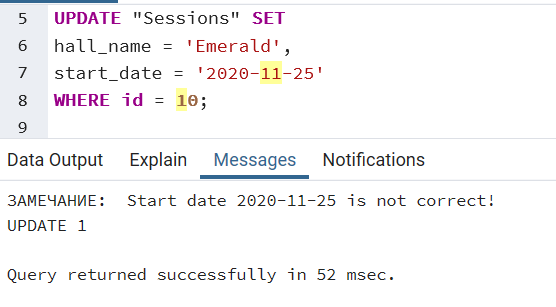 5 UPDATE "Sessions" SET
6 hall_name = 'Emerald',
7 start_date = '2020-11-25'
8 WHERE id = 10;
9
Data Output Explain Messages Notifications
ЗАМЕЧАНИЕ:  Start date 2020-11-25 is not correct!
UPDATE 1
Query returned successfully in 52 msec.